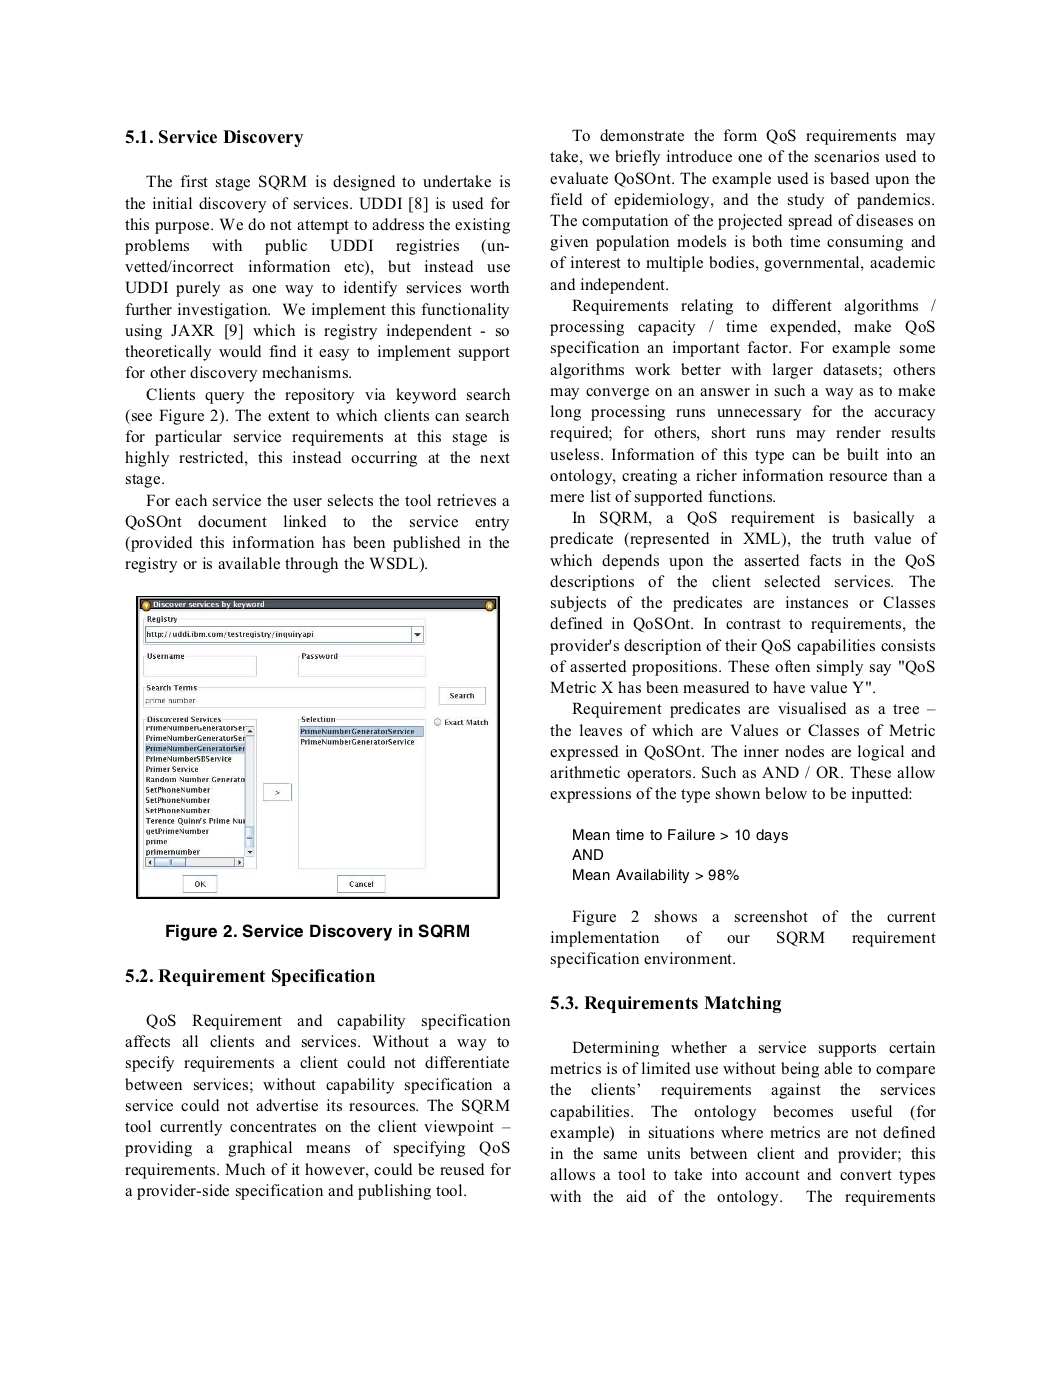 5.1. Service Discovery
The first stage SQRM is designed to undertake is
the initial discovery of services. UDDI [8] is used for
this purpose. We do not attempt to address the existing
problems with public UDDI registries (un-
vetted/incorrect information etc), but instead use
UDDI purely as one way to identify services worth
further investigation.  We implement this functionality
using JAXR [9] which is registry independent - so
theoretically would find it easy to implement support
for other discovery mechanisms.
Clients query the repository via keyword search
(see Figure 2). The extent to which clients can search
for particular service requirements at this stage is
highly restricted, this instead occurring at the next
stage.
For each service the user selects the tool retrieves a
QoSOnt document linked to the service entry
(provided this information has been published in the
registry or is available through the WSDL).
Discover services by keyword
Registry
http://uddi.ibm.com/testregistry/inquiryapi
Username
Password
Search Terms
prime number
Search
Discovered Services
PrimeNumberGeneratorSer
PrimeNumberGeneratorSer
PrimeNumberGeneratorSer
PrimeNumberSBService
Primer Service
Random Number Generato
SetPhoneNumber
SetPhoneNumber
SetPhoneNumber
Terence Quinn's Prime Nu
getPrimeNumber
prime
primernumber
>
Selection
PrimeNumberGeneratorService
PrimeNumberGeneratorService
Exact Match
OK
Cancel
Figure 2. Service Discovery in SQRM
5.2. Requirement Specification
QoS Requirement and capability specification
affects all clients and services. Without a way to
specify requirements a client could not differentiate
between services; without capability specification a
service could not advertise its resources. The SQRM
tool currently concentrates on the client viewpoint –
providing a graphical means of specifying QoS
requirements. Much of it however, could be reused for
a provider-side specification and publishing tool.
To demonstrate the form QoS requirements may
take, we briefly introduce one of the scenarios used to
evaluate QoSOnt. The example used is based upon the
field of epidemiology, and the study of pandemics.
The computation of the projected spread of diseases on
given population models is both time consuming and
of interest to multiple bodies, governmental, academic
and independent.
Requirements relating to different algorithms /
processing capacity / time expended, make QoS
specification an important factor. For example some
algorithms work better with larger datasets; others
may converge on an answer in such a way as to make
long processing runs unnecessary for the accuracy
required; for others, short runs may render results
useless. Information of this type can be built into an
ontology, creating a richer information resource than a
mere list of supported functions.
In SQRM, a QoS requirement is basically a
predicate (represented in XML), the truth value of
which depends upon the asserted facts in the QoS
descriptions of the client selected services. The
subjects of the predicates are instances or Classes
defined in QoSOnt. In contrast to requirements, the
provider's description of their QoS capabilities consists
of asserted propositions. These often simply say "QoS
Metric X has been measured to have value Y".
Requirement predicates are visualised as a tree –
the leaves of which are Values or Classes of Metric
expressed in QoSOnt. The inner nodes are logical and
arithmetic operators. Such as AND / OR. These allow
expressions of the type shown below to be inputted:
Mean time to Failure > 10 days
AND
Mean Availability > 98%
Figure 2 shows a screenshot of the current
implementation of our SQRM requirement
specification environment.
5.3. Requirements Matching
Determining whether a service supports certain
metrics is of limited use without being able to compare
the clients’ requirements against the services
capabilities. The ontology becomes useful (for
example)  in situations where metrics are not defined
in the same units between client and provider; this
allows a tool to take into account and convert types
with the aid of the ontology.  The requirements